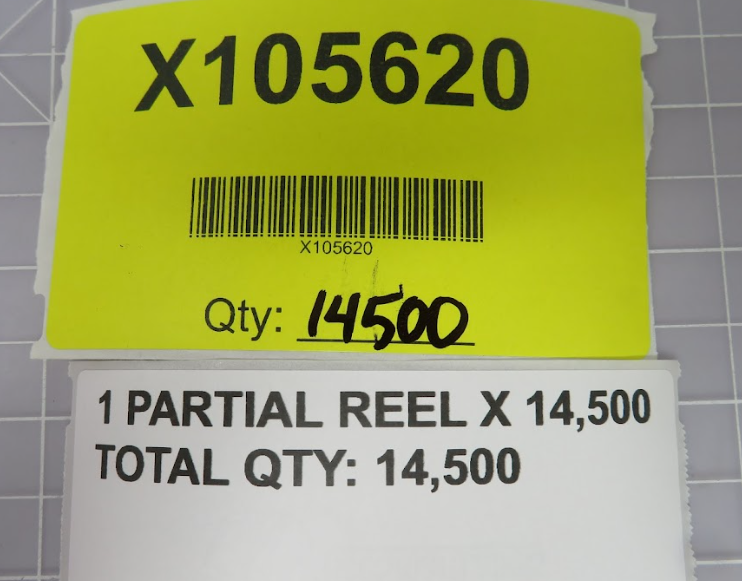 X105620
X105620
Qty: 14500
1 PARTIAL REEL X 14,500
TOTAL QTY: 14,500